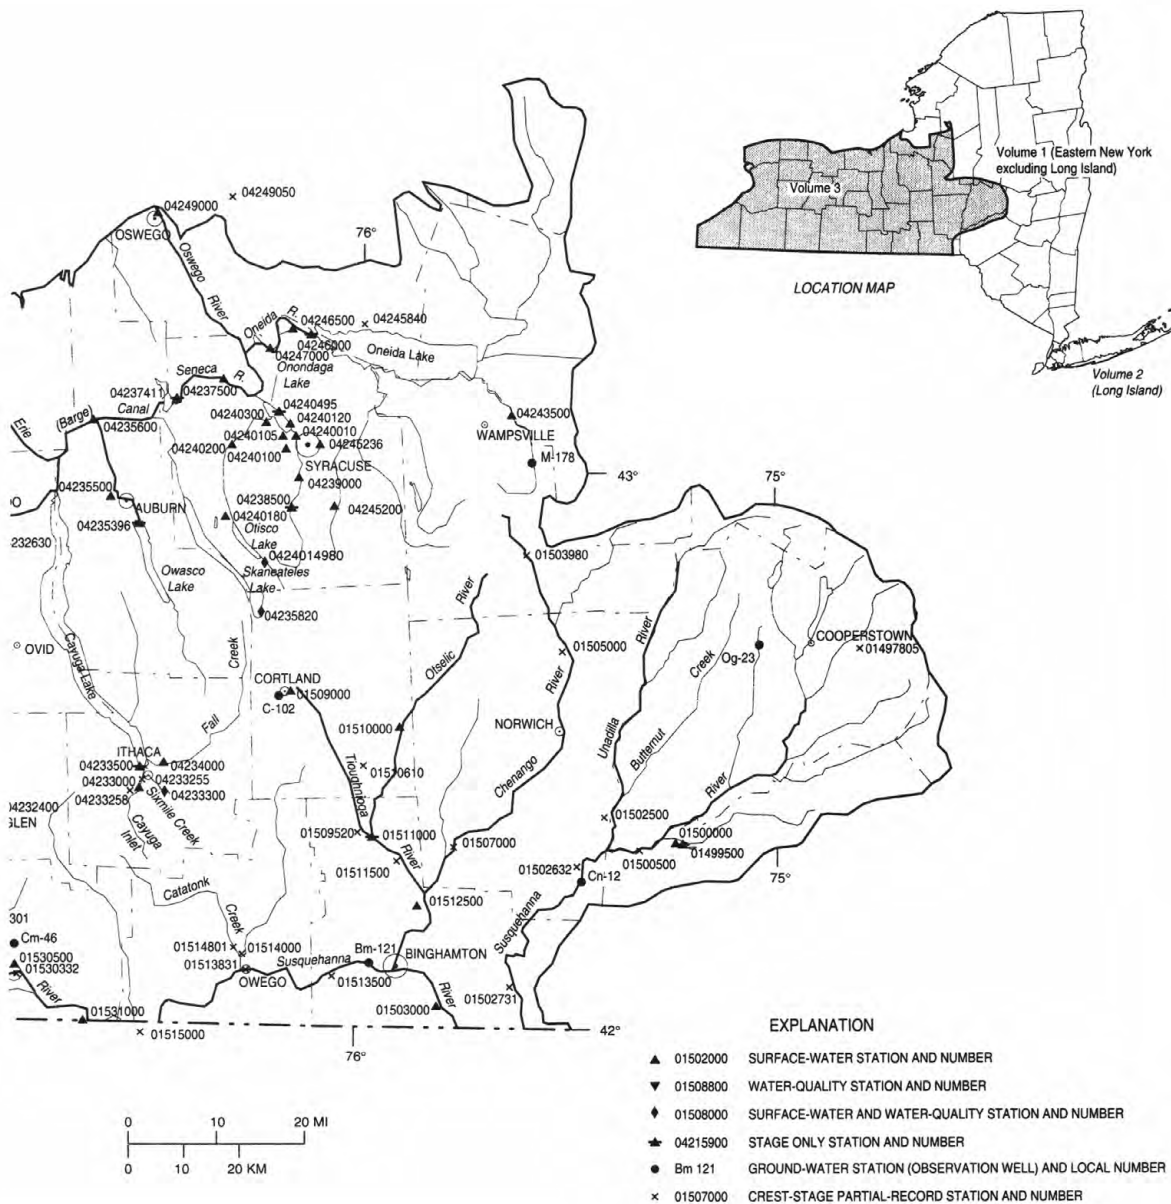 Volume 1 (Eastern New York
excluding Long Island)
Volume 3
LOCATION MAP
Volume 2
(Long Island)
04249050
04249000
OSWEGO
76°
Oswego
River
Oneida R.
04246500
04245840
04246000
04247000
Oneida Lake
Seneca R.
Onondaga
Lake
04237411
04237500
Erie
(Barge)
Canal
04235600
04240495
04240300
04240120
04243500
04240105
04240010
WAMPSVILLE
04240200
04245236
04240100
M-178
SYRACUSE
43°
75°
04239000
04235500
AUBURN
04238500
04245200
04240180
04235396
Otisco
Lake
232630
0424014980
01503980
Owasco
Lake
Skaneateles
Lake
04235820
River
River
Creek
OVID
Cayuga Lake
Otselic
01505000
COOPERSTOWN
01497805
Og-23
Creek
CORTLAND
01509000
C-102
River
Fall
NORWICH
01510000
Unadilla
Butternut
ITHACA
04233500
04234000
04233000
04233255
04233258
04233300
01510610
Tioughnioga
Chenango
River
04232400
GLEN
Sixmile Creek
Cayuga
Inlet
01502500
01509520
01511000
01507000
01500000
01499500
01511500
River
01500500
75°
01502632
Cn-12
Catatonk
Creek
01512500
Susquehanna
301
Cm-46
01514801
01514000
Bm-121
BINGHAMTON
01530500
01530332
01513831
Susquehanna
OWEGO
01513500
River
01502731
River
01503000
01531000
01515000
42°
76°
0 20 MI
0 10 20 KM
EXPLANATION
01502000 SURFACE-WATER STATION AND NUMBER
01508800 WATER-QUALITY STATION AND NUMBER
01508000 SURFACE-WATER AND WATER-QUALITY STATION AND NUMBER
04215900 STAGE ONLY STATION AND NUMBER
Bm 121 GROUND-WATER STATION (OBSERVATION WELL) AND LOCAL NUMBER
01507000 CREST-STAGE PARTIAL-RECORD STATION AND NUMBER